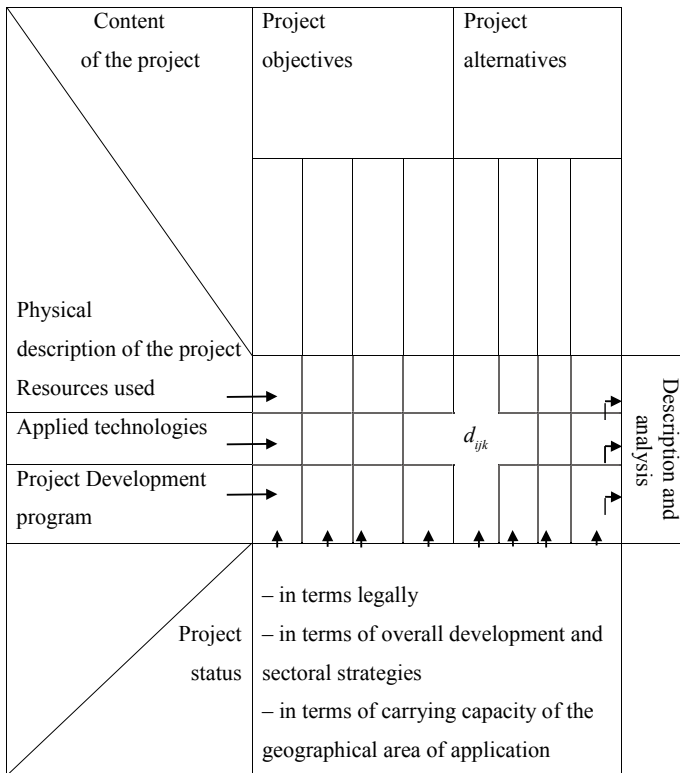 Content
of the project
Project
objectives
Project
alternatives
Physical
description of the project
Resources used
Applied technologies
Project Development
program
d_ijk
Description and
analysis
Project
status
– in terms legally
– in terms of overall development and
sectoral strategies
– in terms of carrying capacity of the
geographical area of application